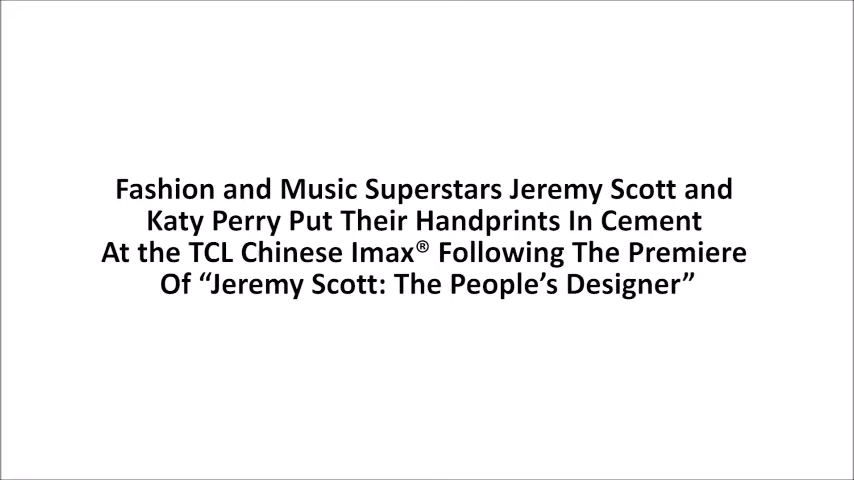 Fashion and Music Superstars Jeremy Scott and
Katy Perry Put Their Handprints In Cement
At the TCL Chinese Imax® Following The Premiere
Of “Jeremy Scott: The People’s Designer”